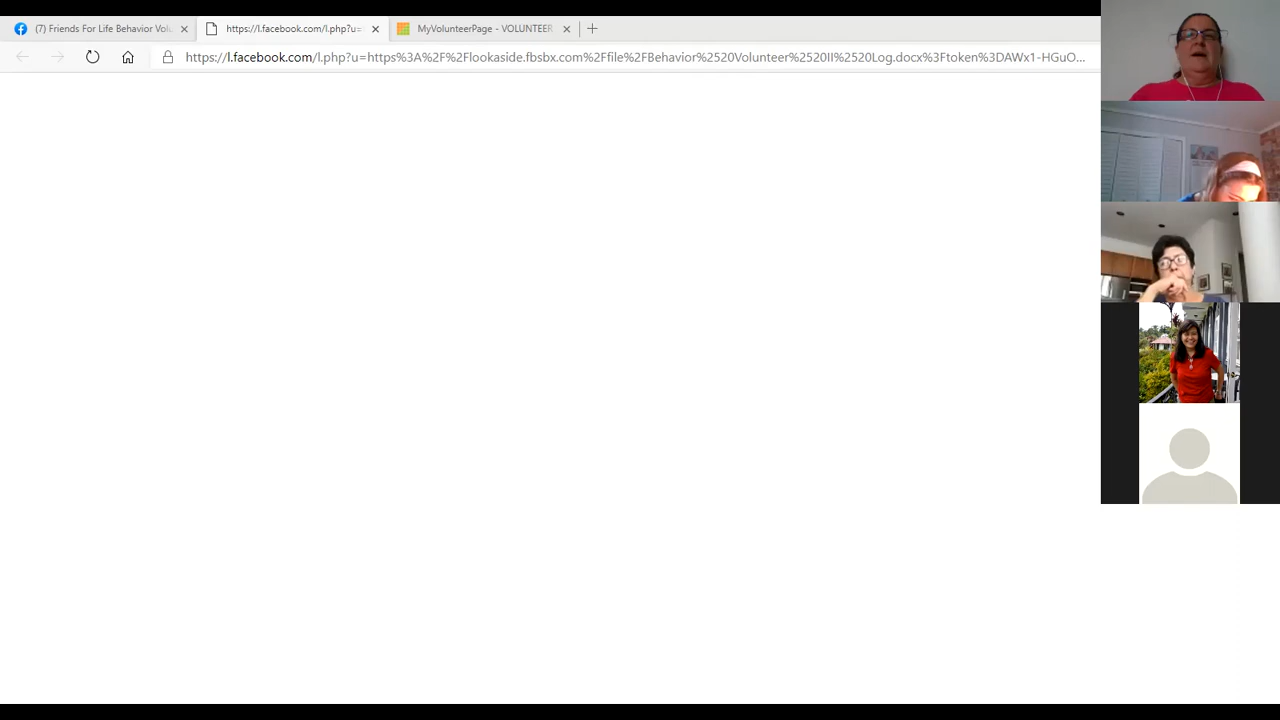 (7) Friends For Life Behavior Volu
https://l.facebook.com/l.php?u=
MyVolunteerPage - VOLUNTEER
https://l.facebook.com/l.php?u=https%3A%2F%2Flookaside.fbsbx.com%2Ffile%2FBehavior%2520Volunteer%2520II%2520Log.docx%3Ftoken%3DAWx1-HGuO...